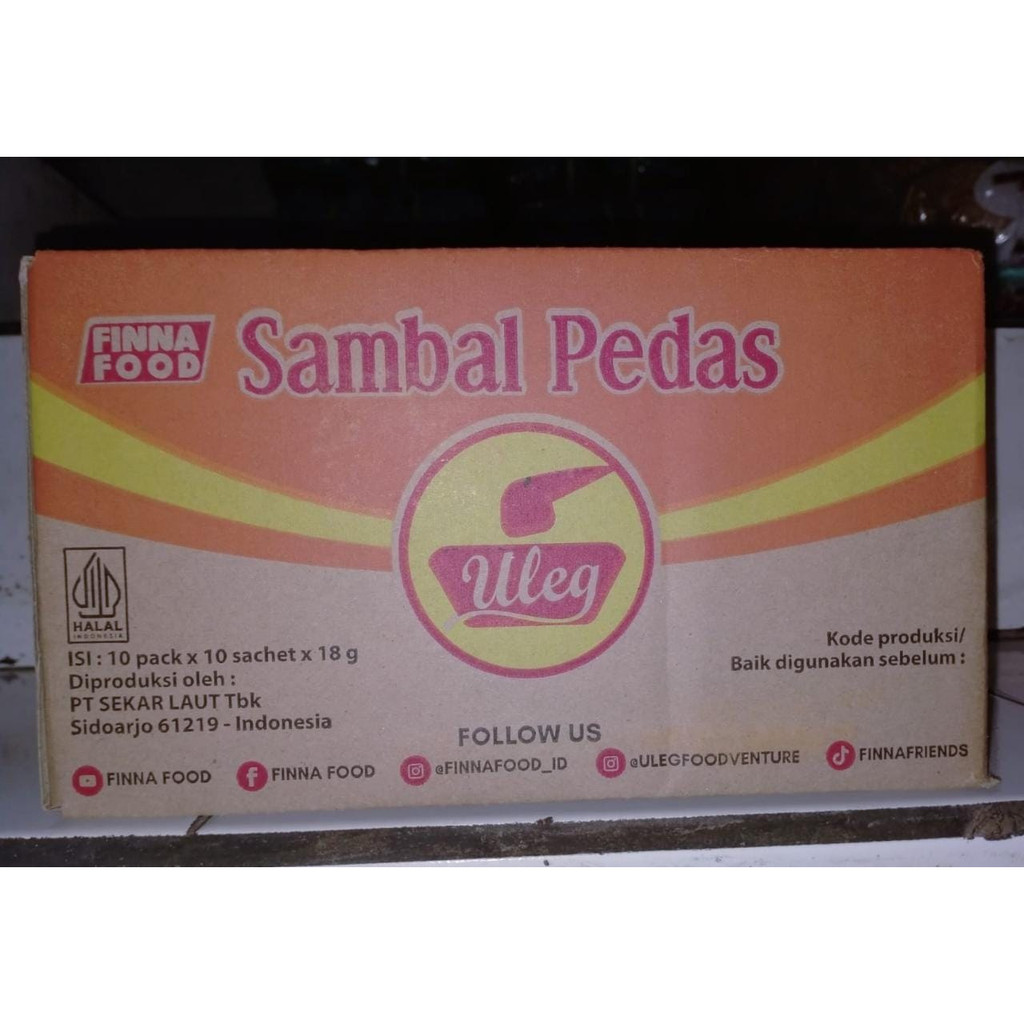 FINNA
FOOD
Sambal Pedas
Uleg
HALAL
INDONESIA
ISI : 10 pack x 10 sachet x 18 g
Diproduksi oleh :
PT SEKAR LAUT Tbk
Sidoarjo 61219 - Indonesia
Kode produksi/
Baik digunakan sebelum :
FOLLOW US
FINNA FOOD
FINNA FOOD
@FINNAFOOD_ID
@ULEGFOODVENTURE
FINNAFRIENDS